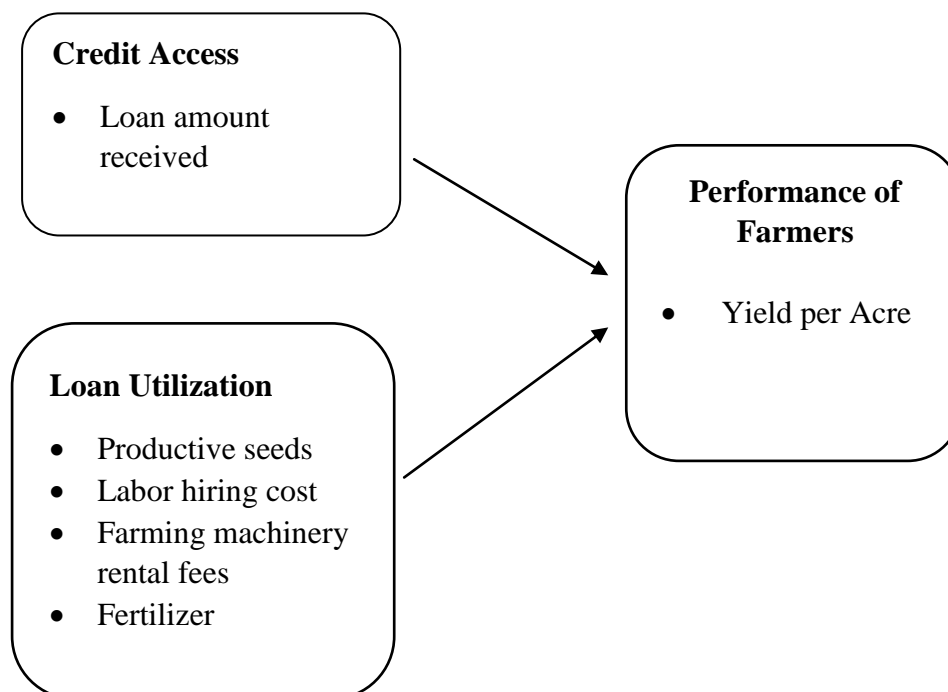 Credit Access
• Loan amount
received
Performance of
Farmers
• Yield per Acre
Loan Utilization
• Productive seeds
• Labor hiring cost
• Farming machinery
rental fees
• Fertilizer